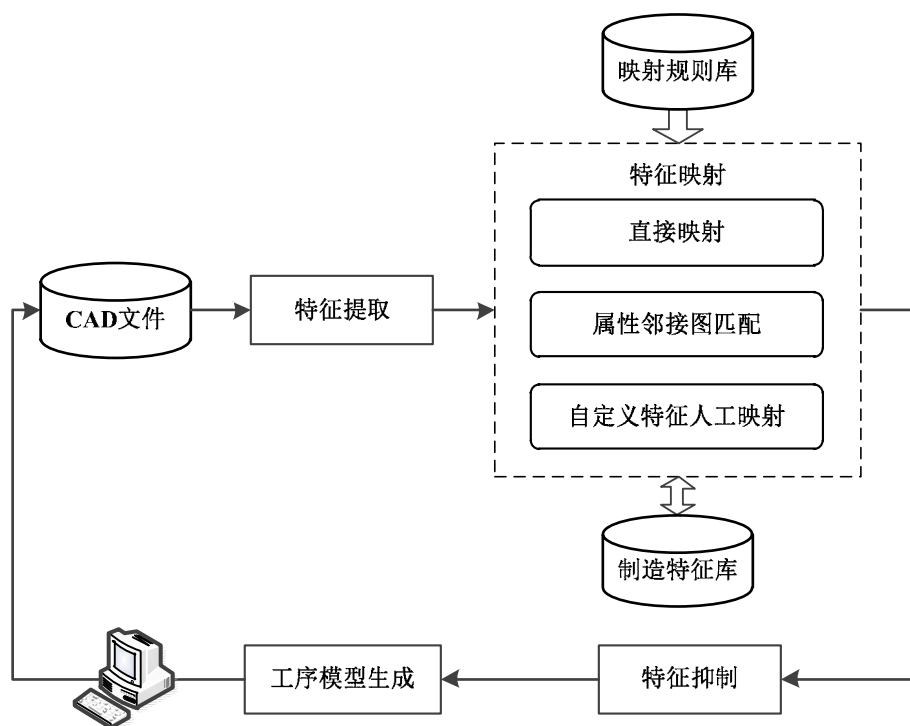 映射规则库
特征映射
直接映射
CAD文件
特征提取
属性邻接图匹配
自定义特征人工映射
制造特征库
工序模型生成
特征抑制